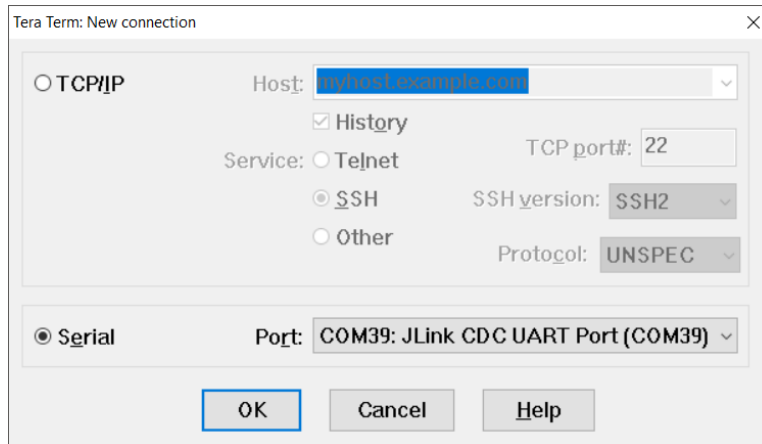 Tera Term: New connection
TCP/IP
Host: myhost.example.com
History
Service: Telnet
TCP port#: 22
SSH
SSH version: SSH2
Other
Protocol: UNSPEC
Serial
Port: COM39: JLink CDC UART Port (COM39)
OK
Cancel
Help